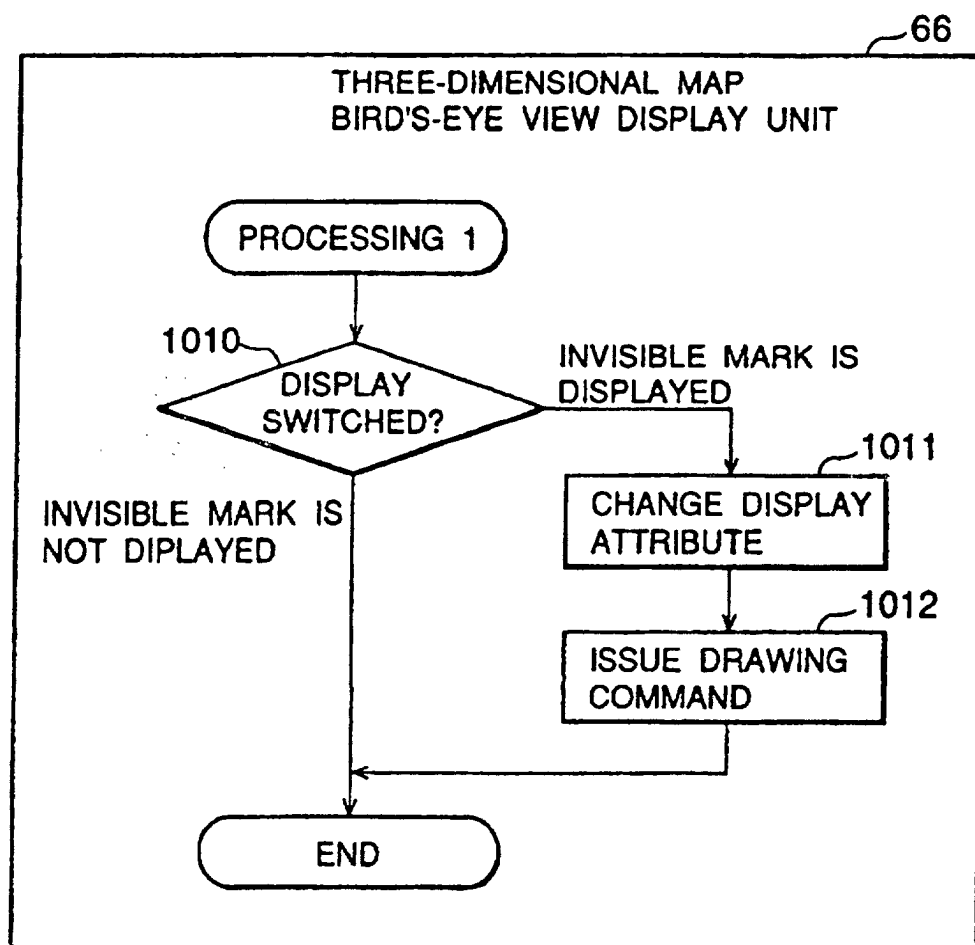 66
THREE-DIMENSIONAL MAP
BIRD'S-EYE VIEW DISPLAY UNIT
PROCESSING 1
1010
DISPLAY
SWITCHED?
INVISIBLE MARK IS
DISPLAYED
1011
CHANGE DISPLAY
ATTRIBUTE
INVISIBLE MARK IS
NOT DIPLAYED
1012
ISSUE DRAWING
COMMAND
END